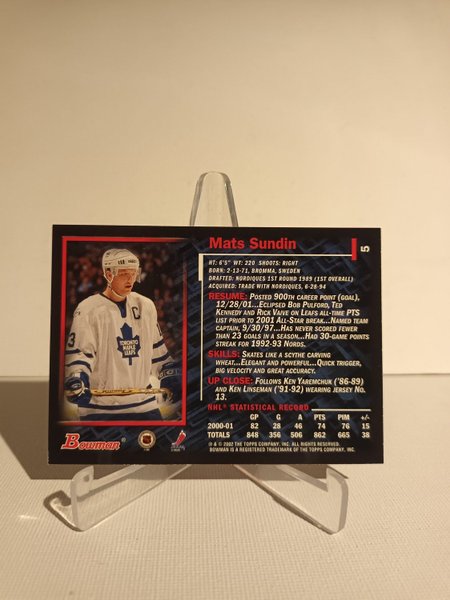 Mats Sundin
5
HT: 6'5" WT: 220 SHOOTS: RIGHT
BORN: 2-13-71, BROMMA, SWEDEN
DRAFTED: NORDIQUES 1ST ROUND 1989 (1ST OVERALL)
ACQUIRED: TRADE WITH NORDIQUES, 6-28-94
RESUME: POSTED 900TH CAREER POINT (GOAL),
12/28/01...ECLIPSED BOB PULFORD, TED
KENNEDY AND RICK VAIVE ON LEAFS ALL-TIME PTS
LIST PRIOR TO 2001 ALL-STAR BREAK...NAMED TEAM
CAPTAIN, 9/30/97...HAS NEVER SCORED FEWER
THAN 23 GOALS IN A SEASON...HAD 30-GAME POINTS
STREAK FOR 1992-93 NORDS.
SKILLS: SKATES LIKE A SCYTHE CARVING
WHEAT...ELEGANT AND POWERFUL...QUICK TRIGGER,
BIG VELOCITY AND GREAT ACCURACY.
UP CLOSE: FOLLOWS KEN YAREMCHUK ('86-89) AND
KEN LINSEMAN ('91-92) WEARING JERSEY NO.
13.
NHL® STATISTICAL RECORD
GP G A PTS PIM +/-
2000-01 82 28 46 74 76 15
TOTALS 848 356 506 862 665 38
® & © 2002 THE TOPPS COMPANY, INC. ALL RIGHTS RESERVED.
BOWMAN IS A REGISTERED TRADEMARK OF THE TOPPS COMPANY, INC.
C
13
TORONTO
MAPLE
LEAFS
Bowman®
NHL